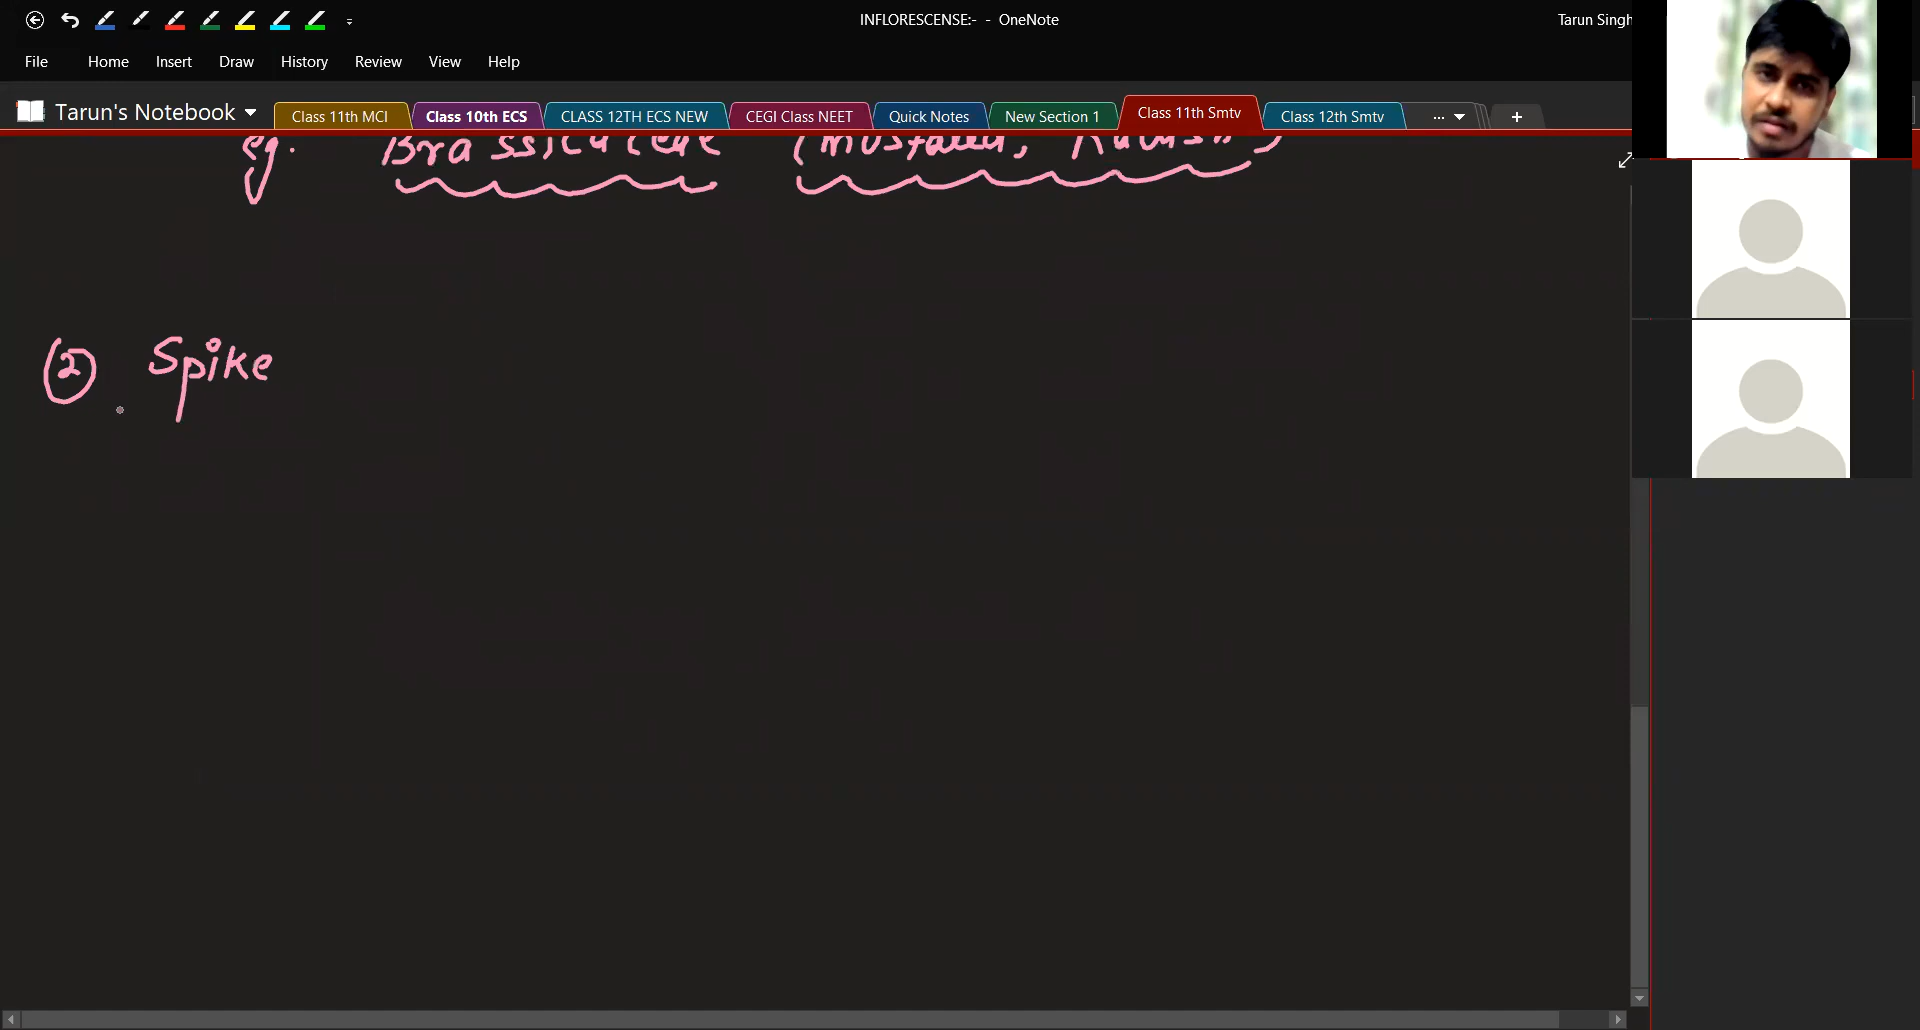 INFLORESCENSE:- - OneNote
Tarun Singh
File Home Insert Draw History Review View Help
Tarun's Notebook
Class 11th MCI Class 10th ECS CLASS 12TH ECS NEW CEGI Class NEET Quick Notes New Section 1 Class 11th Smtv Class 12th Smtv ... +
eg.
② Spike